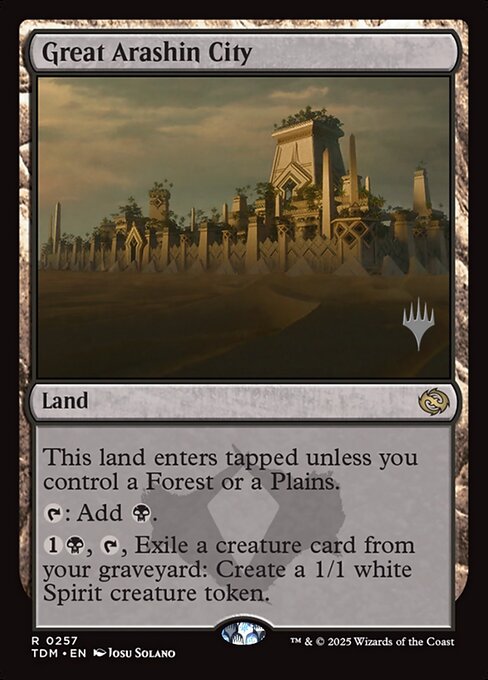 Great Arashin City
Land
This land enters tapped unless you
control a Forest or a Plains.
: Add .
1, , Exile a creature card from
your graveyard: Create a 1/1 white
Spirit creature token.
R 0257
TDM • EN Josu Solano
™ & © 2025 Wizards of the Coast